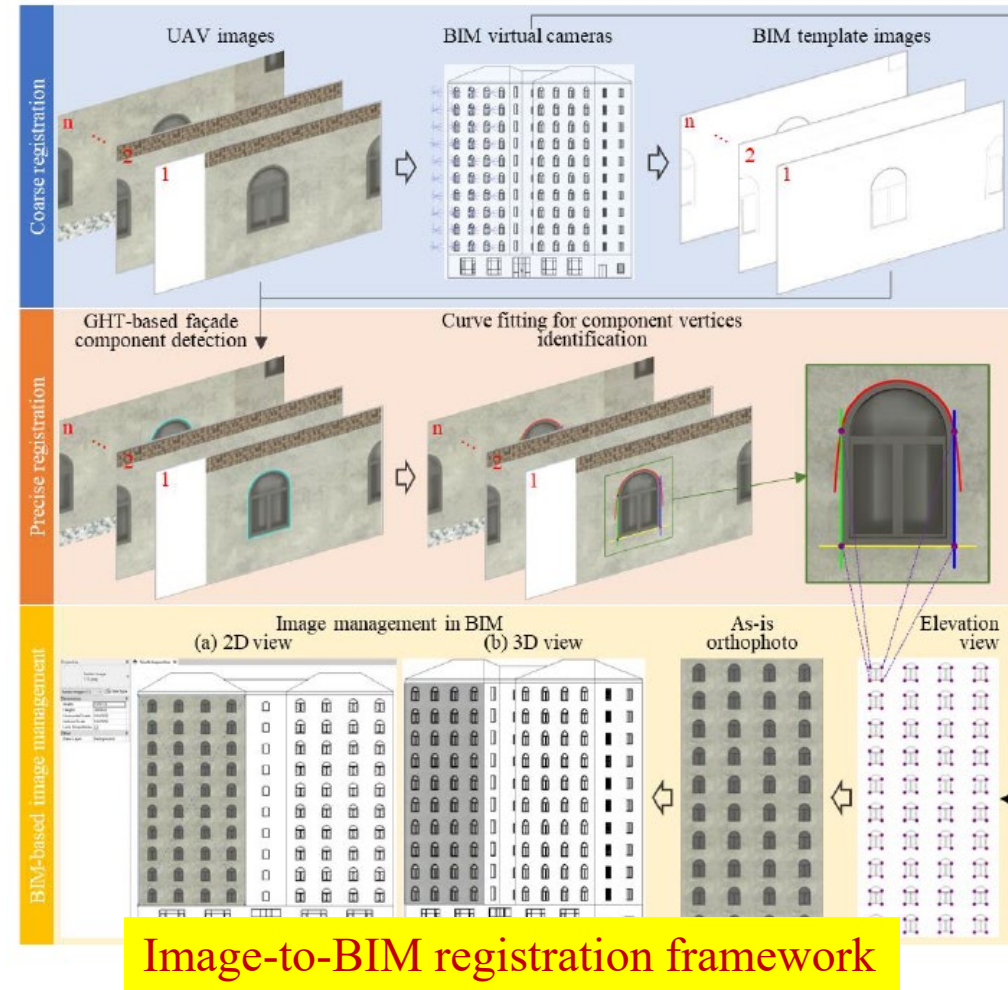 Coarse registration
UAV images
BIM virtual cameras
BIM template images
n
2
1
n
2
1
Precise registration
GHT-based façade
component detection
Curve fitting for component vertices
identification
n
2
1
n
2
1
BIM-based image management
Image management in BIM
(a) 2D view
(b) 3D view
As-is
orthophoto
Elevation
view
Image-to-BIM registration framework